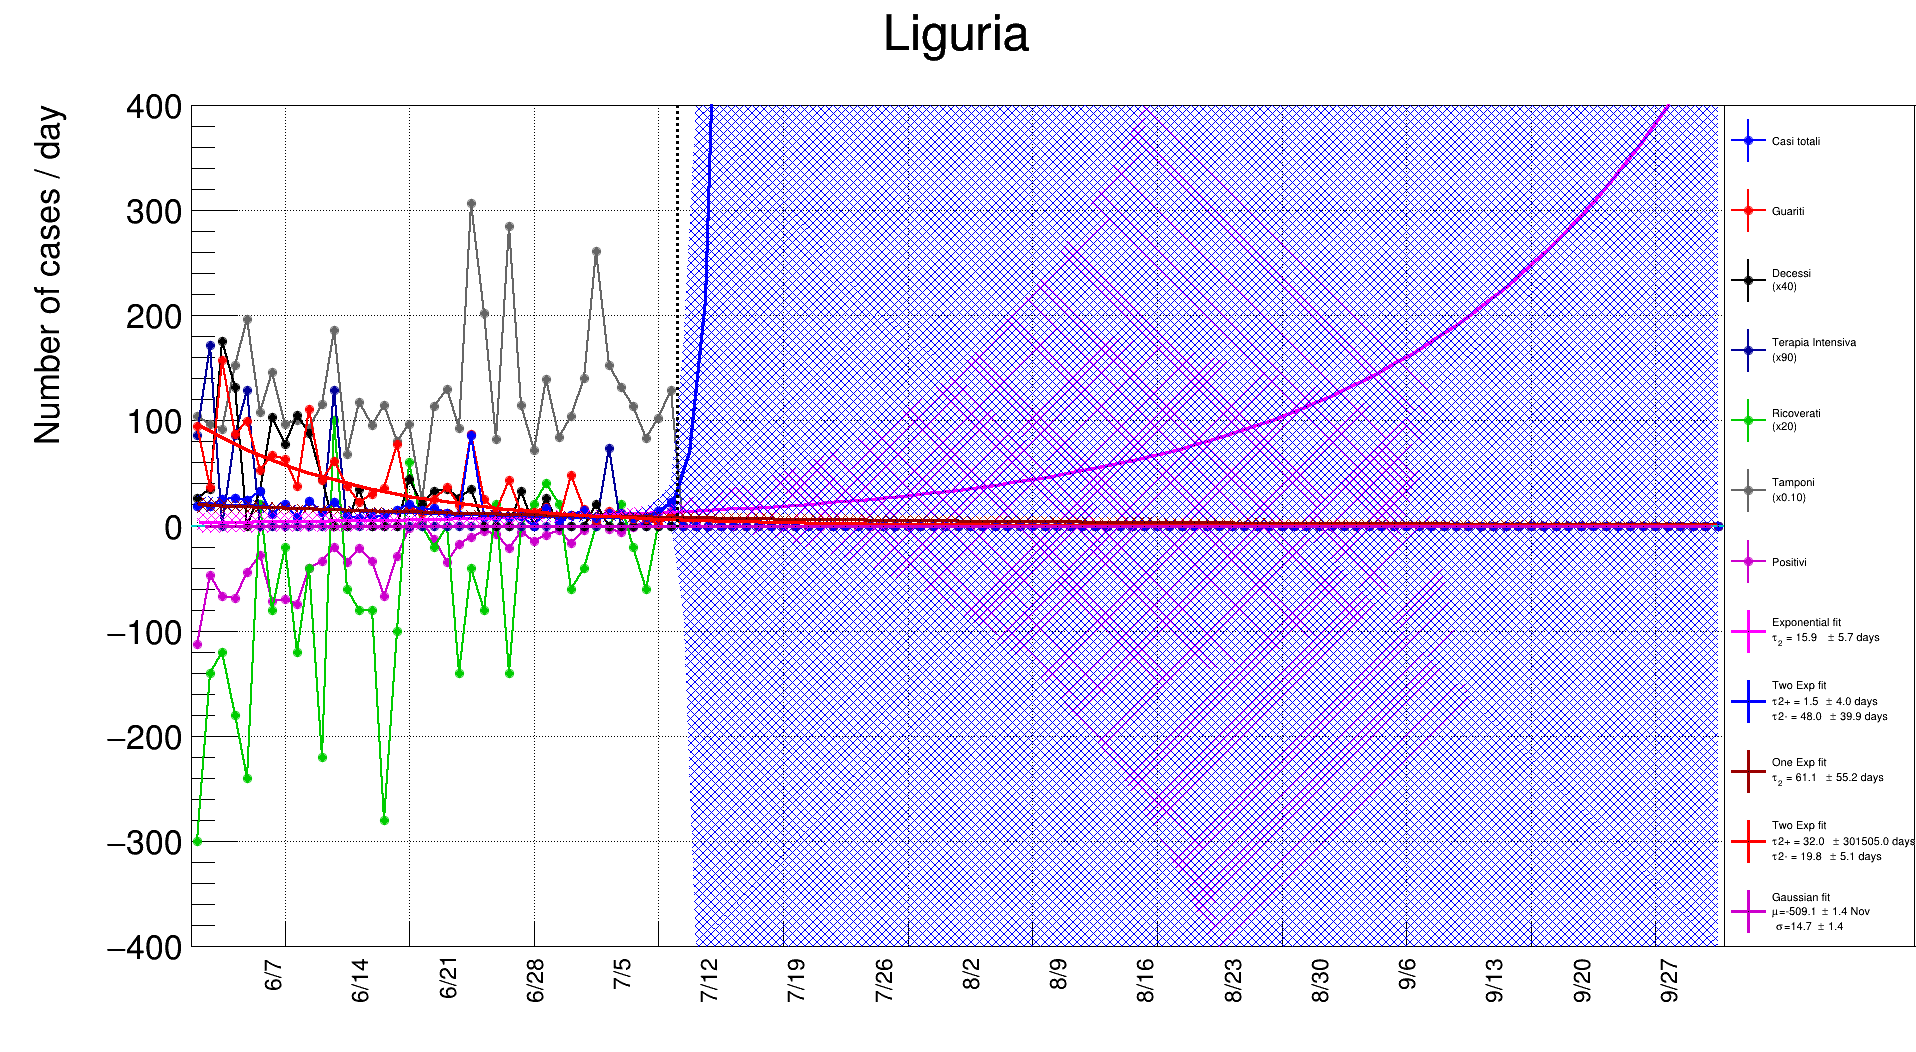 Liguria
Number of cases / day
400
300
200
100
0
−100
−200
−300
−400
6/7
6/14
6/21
6/28
7/5
7/12
7/19
7/26
8/2
8/9
8/16
8/23
8/30
9/6
9/13
9/20
9/27
Casi totali
Guariti
Decessi
(x40)
Terapia Intensiva
(x90)
Ricoverati
(x20)
Tamponi
(x0.10)
Positivi
Exponential fit
τ2 = 15.9 ± 5.7 days
Two Exp fit
τ2+ = 1.5 ± 4.0 days
τ2- = 48.0 ± 39.9 days
One Exp fit
τ2 = 61.1 ± 55.2 days
Two Exp fit
τ2+ = 32.0 ± 301505.0 days
τ2- = 19.8 ± 5.1 days
Gaussian fit
μ=-509.1 ± 1.4 Nov
σ=14.7 ± 1.4